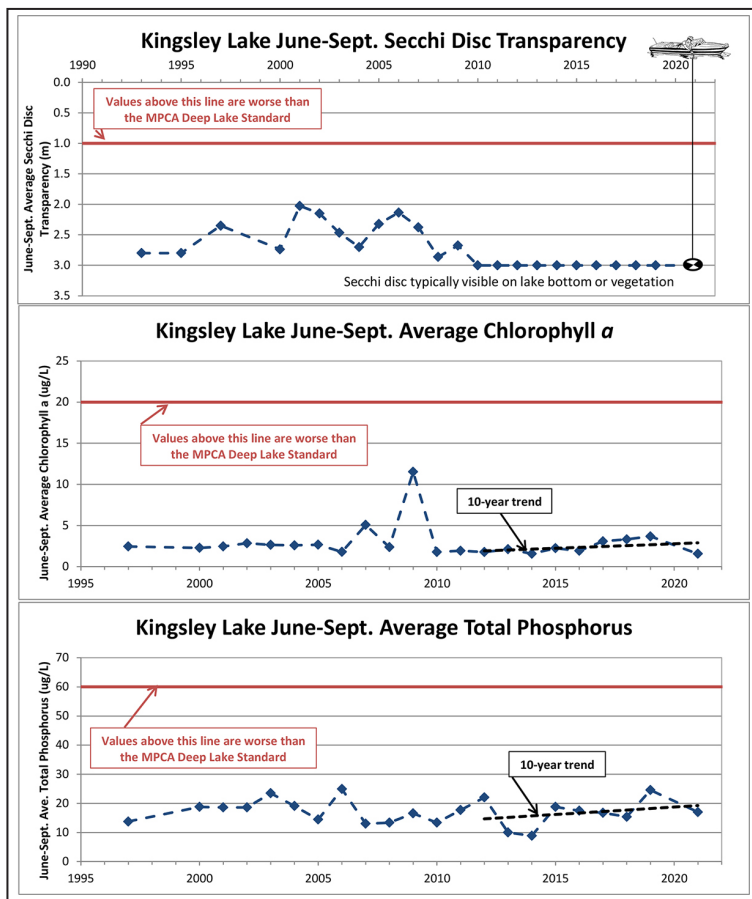 Kingsley Lake June-Sept. Secchi Disc Transparency
1990 1995 2000 2005 2010 2015 2020
June-Sept. Average Secchi Disc
Transparency (m)
0.0
0.5
1.0
1.5
2.0
2.5
3.0
3.5
Values above this line are worse than
the MPCA Deep Lake Standard
Secchi disc typically visible on lake bottom or vegetation
Kingsley Lake June-Sept. Average Chlorophyll a
June-Sept. Average Chlorophyll a (ug/L)
25
20
15
10
5
0
Values above this line are worse than
the MPCA Deep Lake Standard
10-year trend
1995 2000 2005 2010 2015 2020
Kingsley Lake June-Sept. Average Total Phosphorus
June-Sept. Ave. Total Phosphorus (ug/L)
70
60
50
40
30
20
10
0
Values above this line are worse than
the MPCA Deep Lake Standard
10-year trend
1995 2000 2005 2010 2015 2020